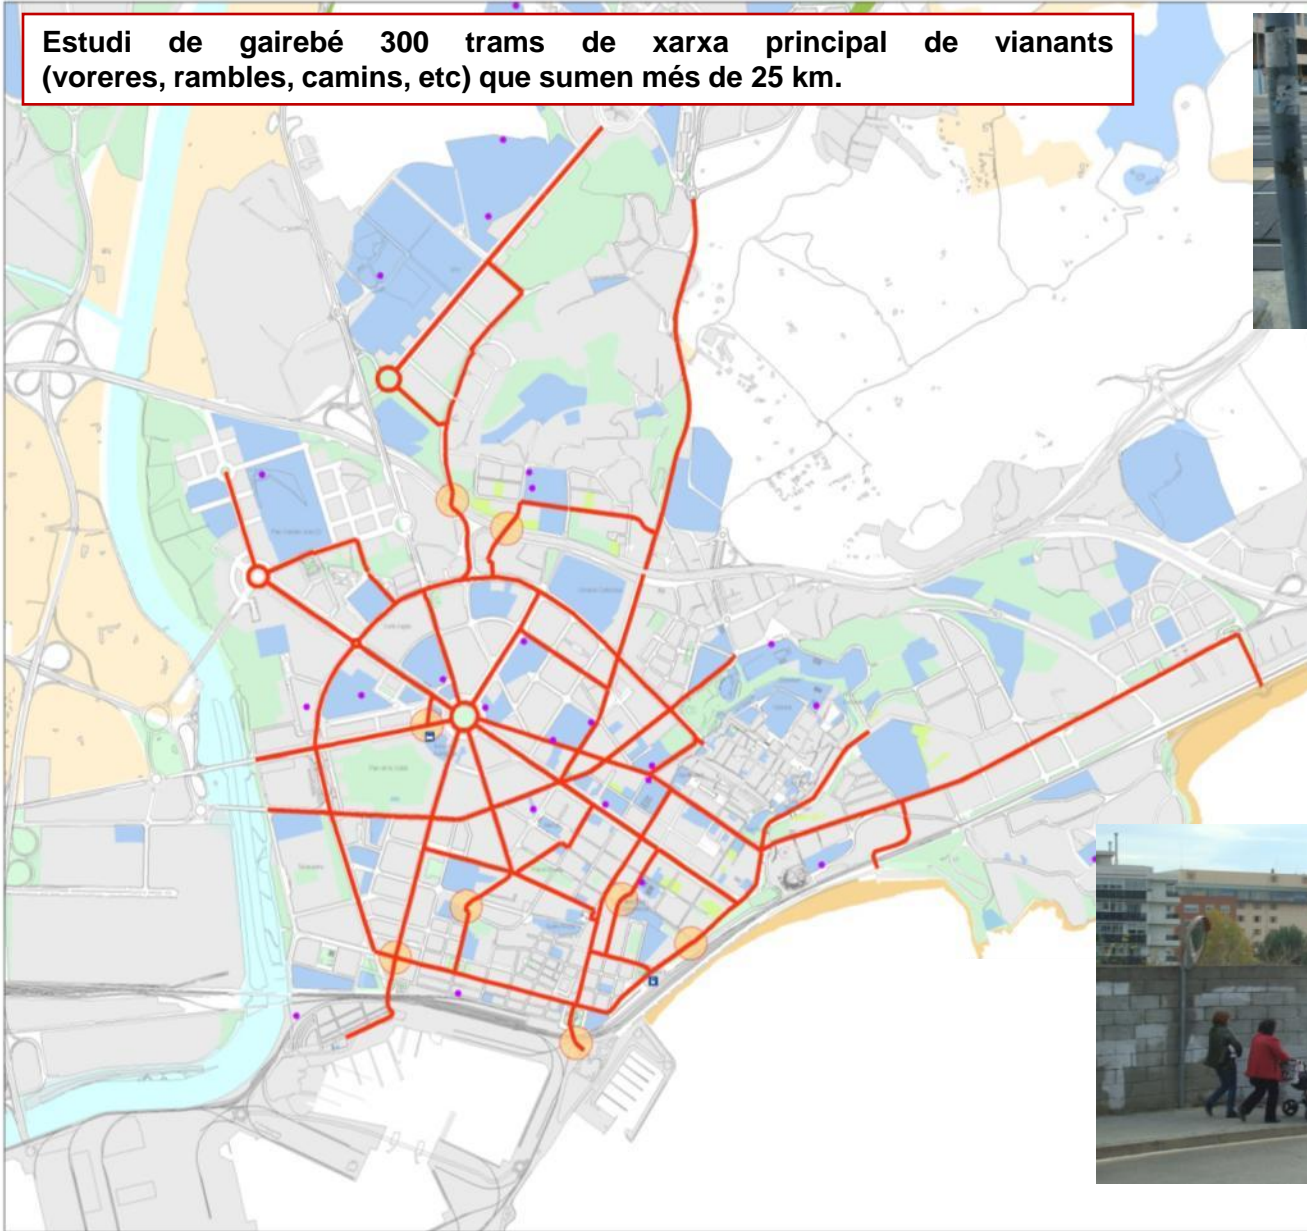 Estudi de gairebé 300 trams de xarxa principal de vianants
(voreres, rambles, camins, etc) que sumen més de 25 km.